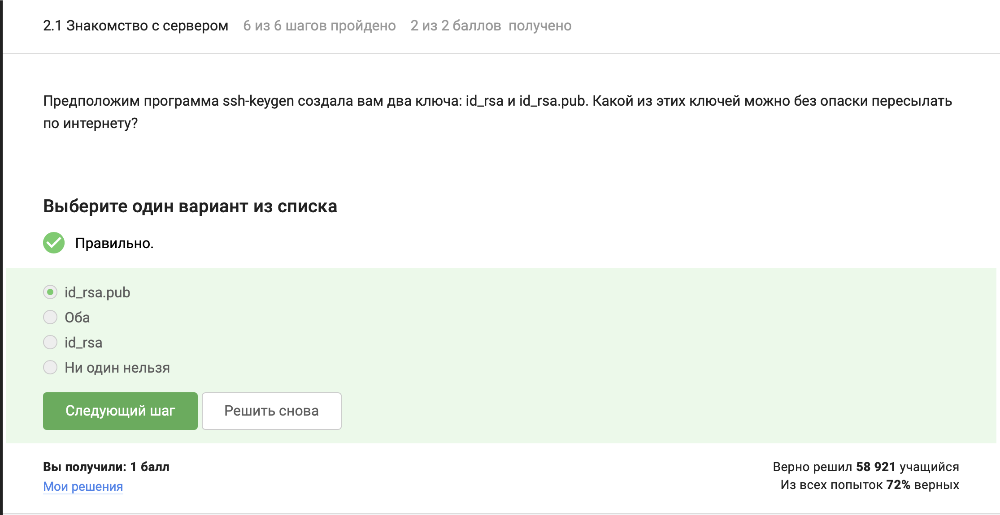 2.1 Знакомство с сервером 6 из 6 шагов пройдено 2 из 2 баллов получено
Предположим программа ssh-keygen создала вам два ключа: id_rsa и id_rsa.pub. Какой из этих ключей можно без опаски пересылать
по интернету?
Выберите один вариант из списка
Правильно.
id_rsa.pub
Оба
id_rsa
Ни один нельзя
Следующий шаг Решить снова
Вы получили: 1 балл
Мои решения
Верно решил 58 921 учащийся
Из всех попыток 72% верных